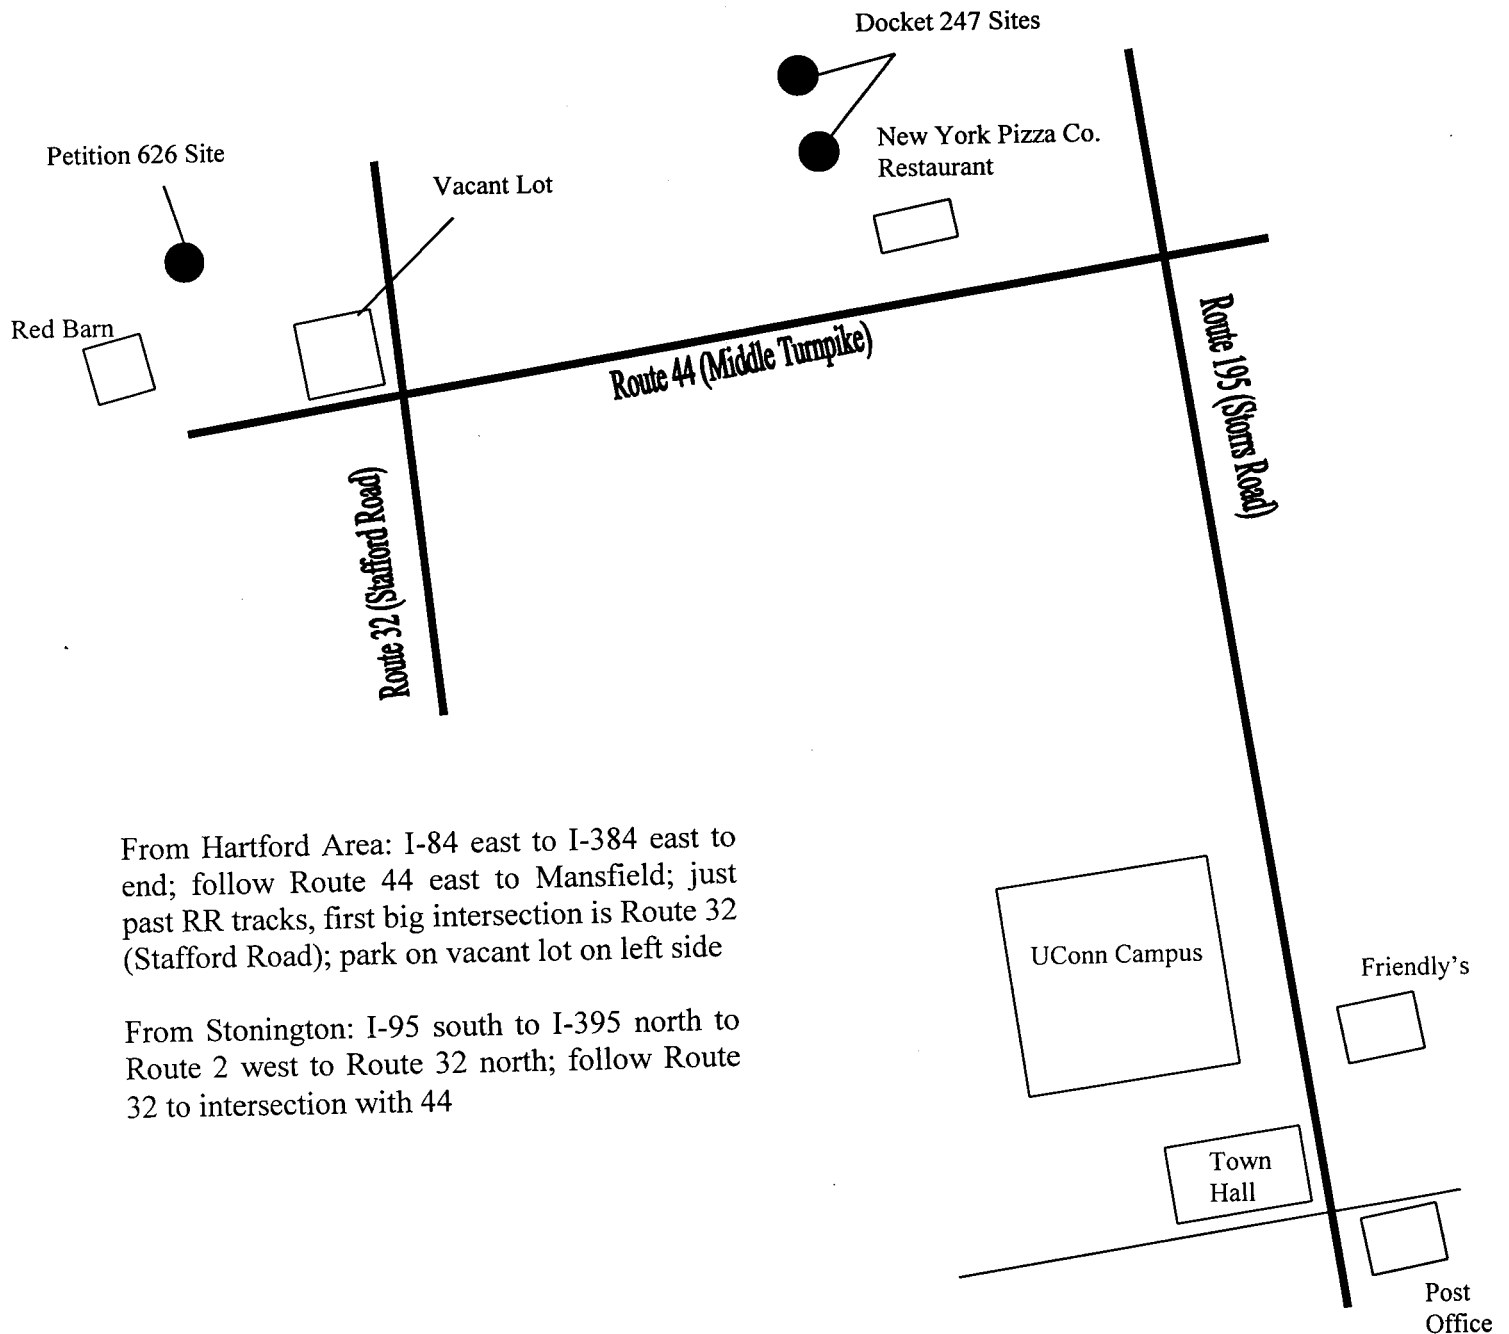 Docket 247 Sites
New York Pizza Co.
Restaurant
Petition 626 Site
Vacant Lot
Red Barn
Route 44 (Middle Turnpike)
Route 195 (Storrs Road)
Route 32 (Stafford Road)
From Hartford Area: I-84 east to I-384 east to
end; follow Route 44 east to Mansfield; just
past RR tracks, first big intersection is Route 32
(Stafford Road); park on vacant lot on left side
From Stonington: I-95 south to I-395 north to
Route 2 west to Route 32 north; follow Route
32 to intersection with 44
UConn Campus
Friendly's
Town
Hall
Post
Office